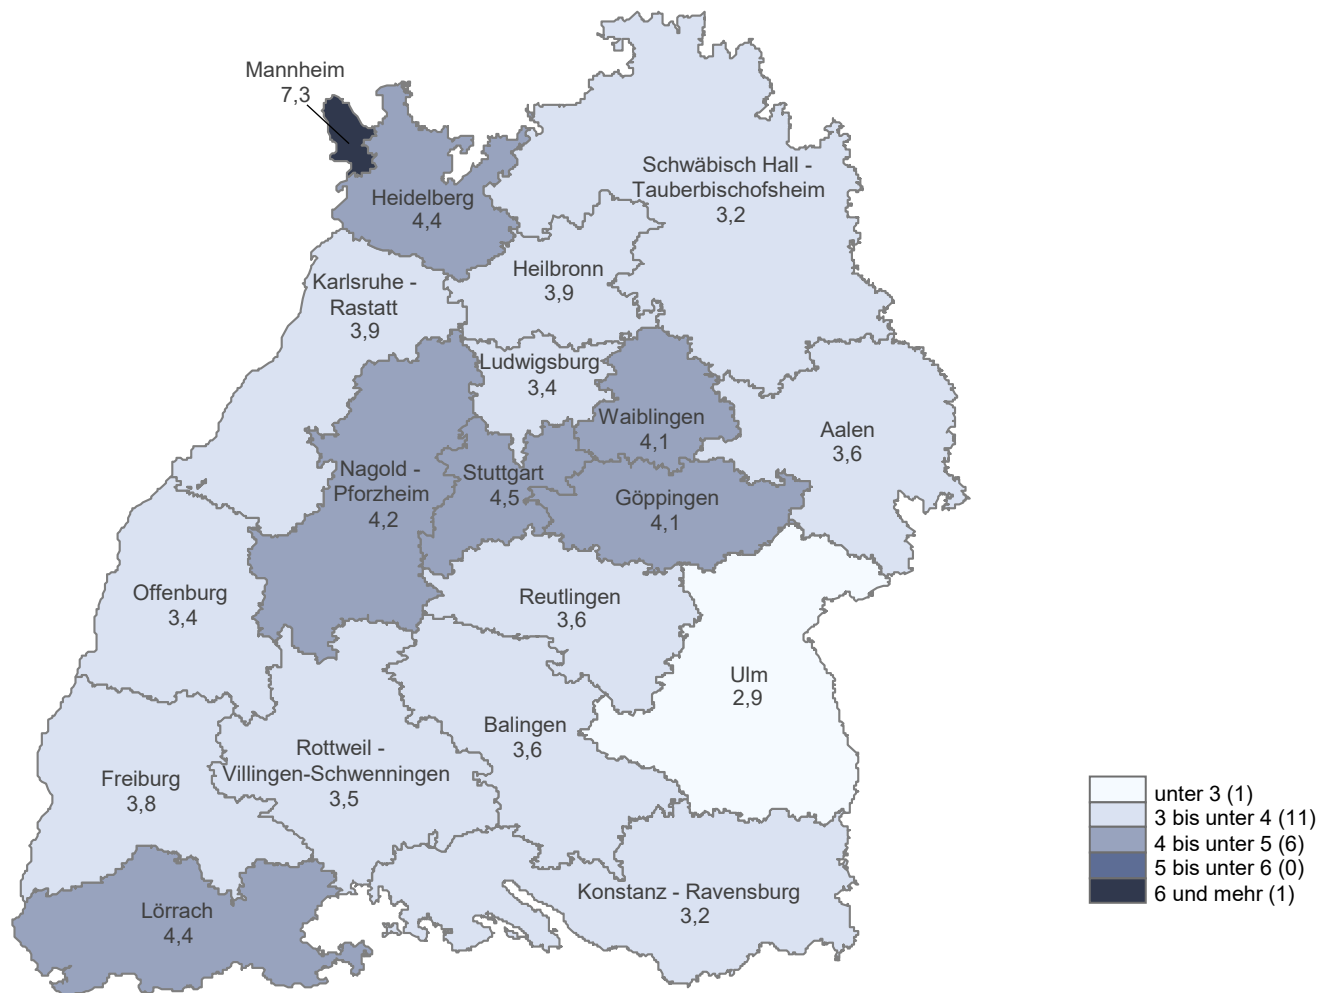 Mannheim
7,3
Schwäbisch Hall -
Tauberbischofsheim
3,2
Heidelberg
4,4
Heilbronn
3,9
Karlsruhe -
Rastatt
3,9
Ludwigsburg
3,4
Waiblingen
4,1
Aalen
3,6
Nagold -
Pforzheim
4,2
Stuttgart
4,5
Göppingen
4,1
Offenburg
3,4
Reutlingen
3,6
Ulm
2,9
Balingen
3,6
Rottweil -
Villingen-Schwenningen
3,5
Freiburg
3,8
Konstanz - Ravensburg
3,2
Lörrach
4,4
unter 3 (1)
3 bis unter 4 (11)
4 bis unter 5 (6)
5 bis unter 6 (0)
6 und mehr (1)